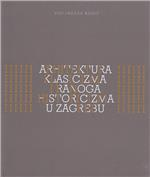 ARHITEKTURA
KLASICIZMA
I RANOGA
HISTORICIZMA
U ZAGREBU